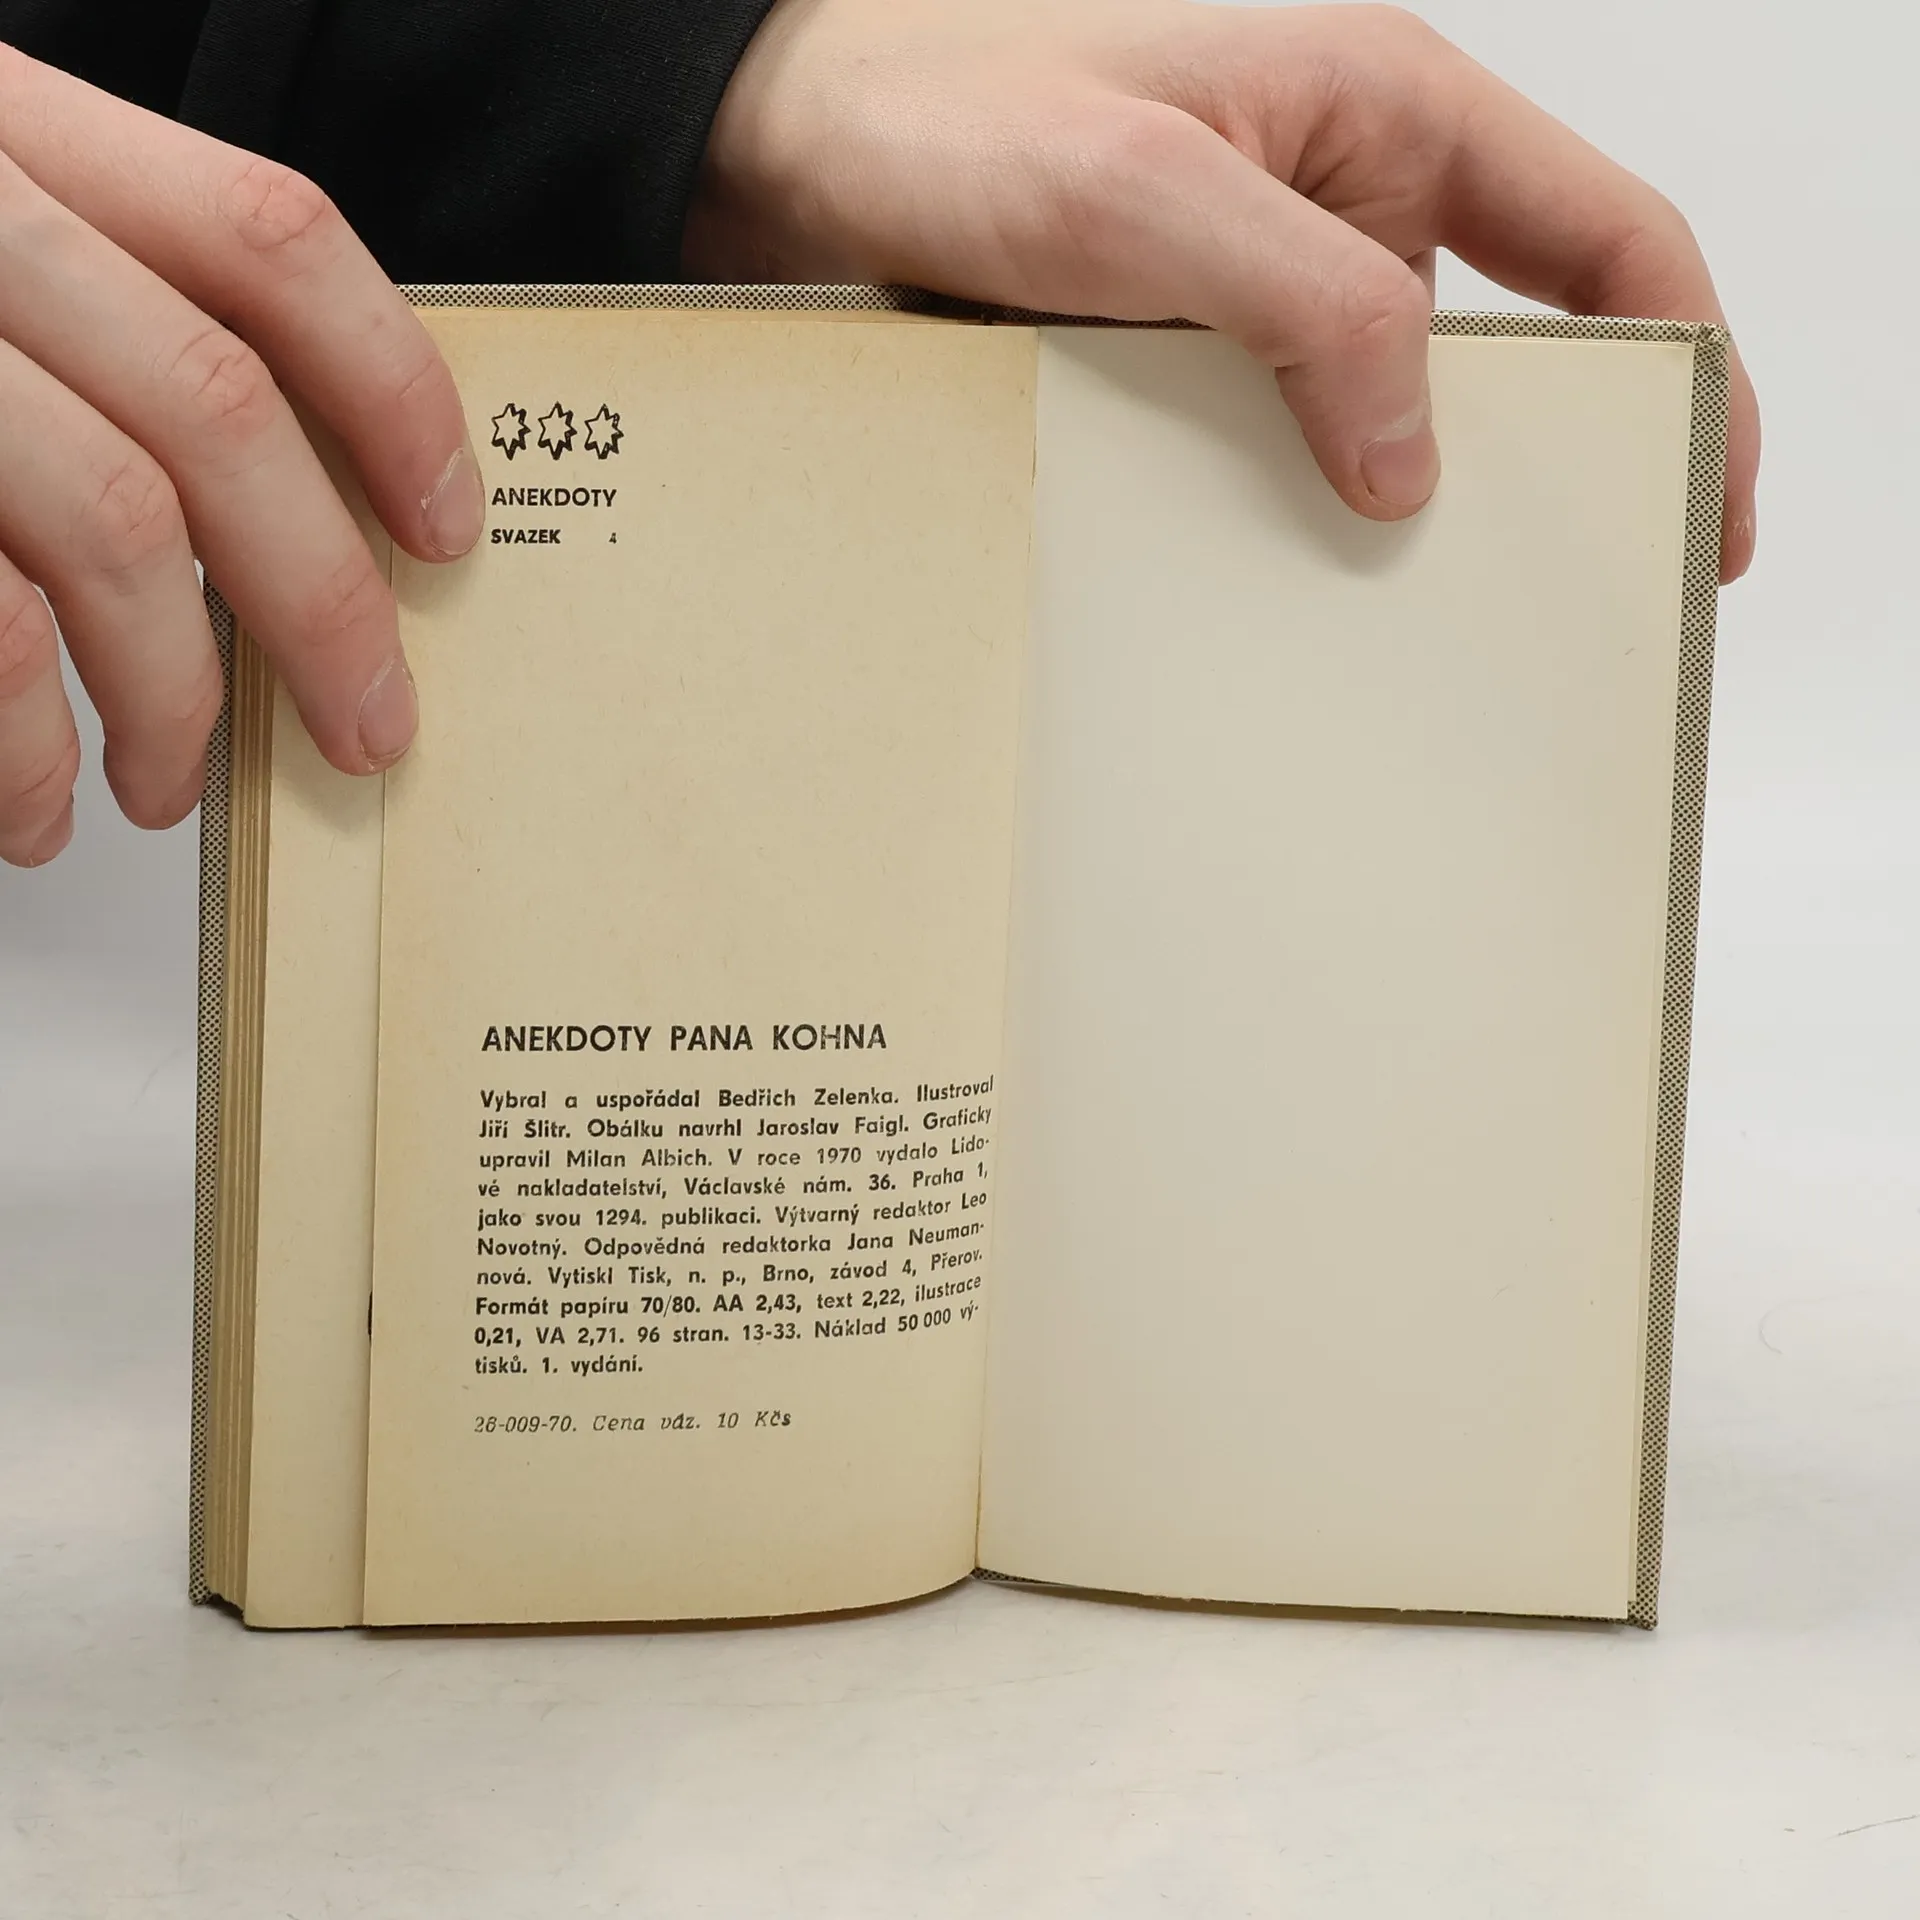 ANEKDOTY
SVAZEK 4
ANEKDOTY PANA KOHNA
Vybral a uspořádal Bedřich Zelenka. Ilustroval
Jiří Šlitr. Obálku navrhl Jaroslav Faigl. Graficky
upravil Milan Albich. V roce 1970 vydalo Lido-
vé nakladatelství, Václavské nám. 36. Praha 1,
jako svou 1294. publikaci. Výtvarný redaktor Leo
Novotný. Odpovědná redaktorka Jana Neuman-
nová. Vytiskl Tisk, n. p., Brno, závod 4, Přerov.
Formát papíru 70/80. AA 2,43, text 2,22, ilustrace
0,21, VA 2,71. 96 stran. 13-33. Náklad 50 000 vý-
tisků. 1. vydání.
26-009-70. Cena váz. 10 Kčs